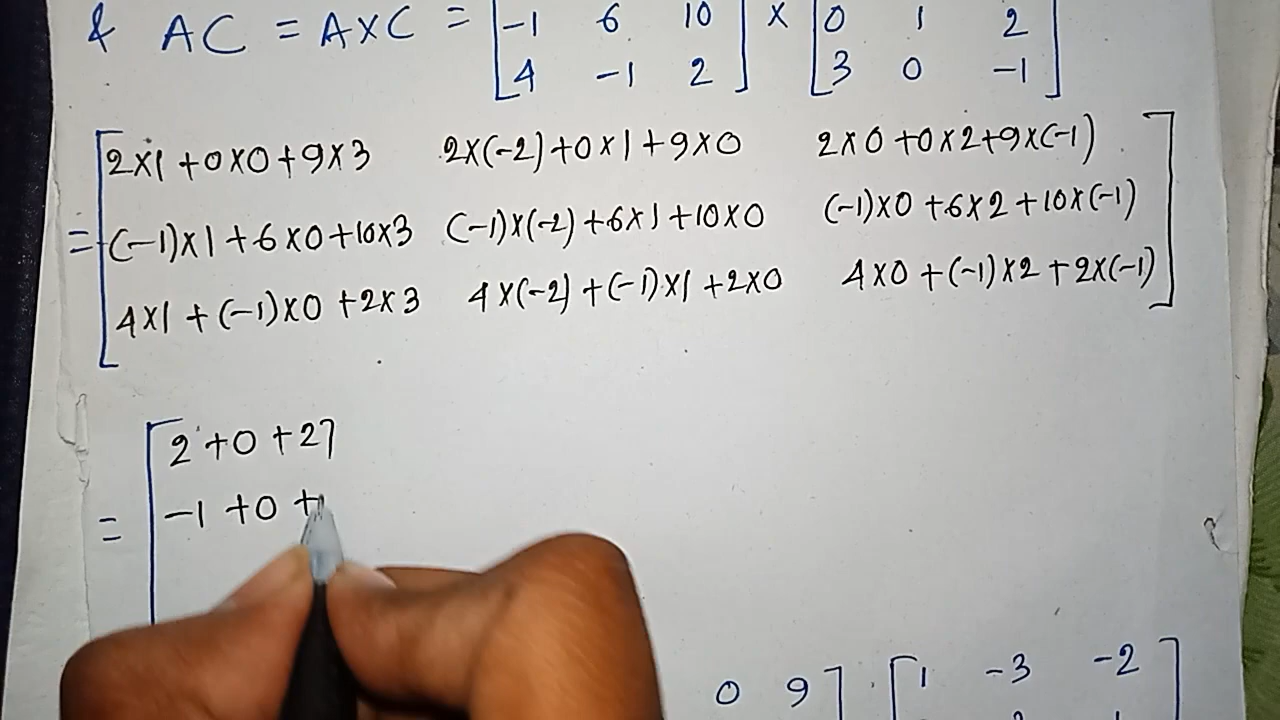 & AC = A×C = [-1 6 10] × [0 1 2]
[4 -1 2] [3 0 -1]
[2×1+0×0+9×3 2×(-2)+0×1+9×0 2×0+0×2+9×(-1)]
= (-1)×1+6×0+10×3 (-1)×(-2)+6×1+10×0 (-1)×0+6×2+10×(-1)
4×1+(-1)×0+2×3 4×(-2)+(-1)×1+2×0 4×0+(-1)×2+2×(-1)]
[2+0+27
= -1+0+
0 9] [1 -3 -2]